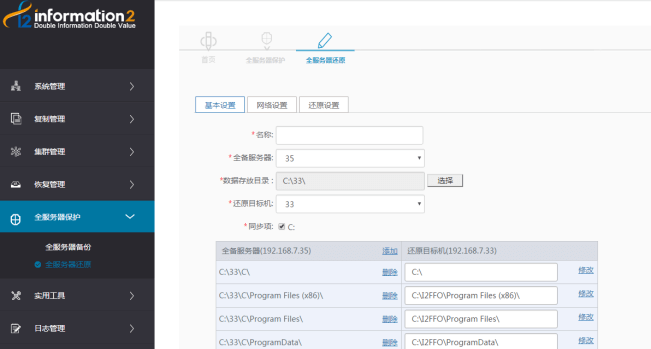 information2
Double Information Double Value
系统管理
复制管理
集群管理
恢复管理
全服务器保护
全服务器备份
全服务器还原
实用工具
日志管理
首页
全服务器保护
全服务器还原
基本设置 网络设置 还原设置
*名称:
*全备服务器: 35
*数据存放目录: C:\33\ 选择
*还原目标机: 33
*同步项: C:
全备服务器(192.168.7.35) 添加 还原目标机(192.168.7.33)
C:\33\C\ 删除 C:\ 修改
C:\33\C\Program Files (x86)\ 删除 C:\I2FFO\Program Files (x86)\ 修改
C:\33\C\Program Files\ 删除 C:\I2FFO\Program Files\ 修改
C:\33\C\ProgramData\ 删除 C:\I2FFO\ProgramData\ 修改